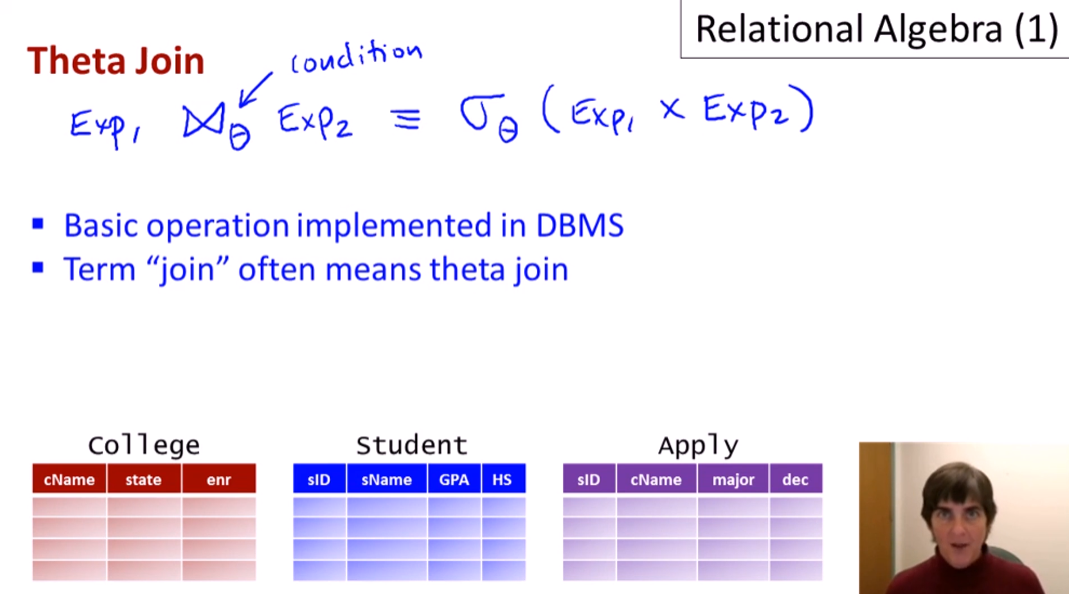 Relational Algebra (1)
Theta Join
condition
Exp1 ⋈θ Exp2 ≡ σθ (Exp1 × Exp2)
▪ Basic operation implemented in DBMS
▪ Term “join” often means theta join
College Student Apply
cName state enr sID sName GPA HS sID cName major dec